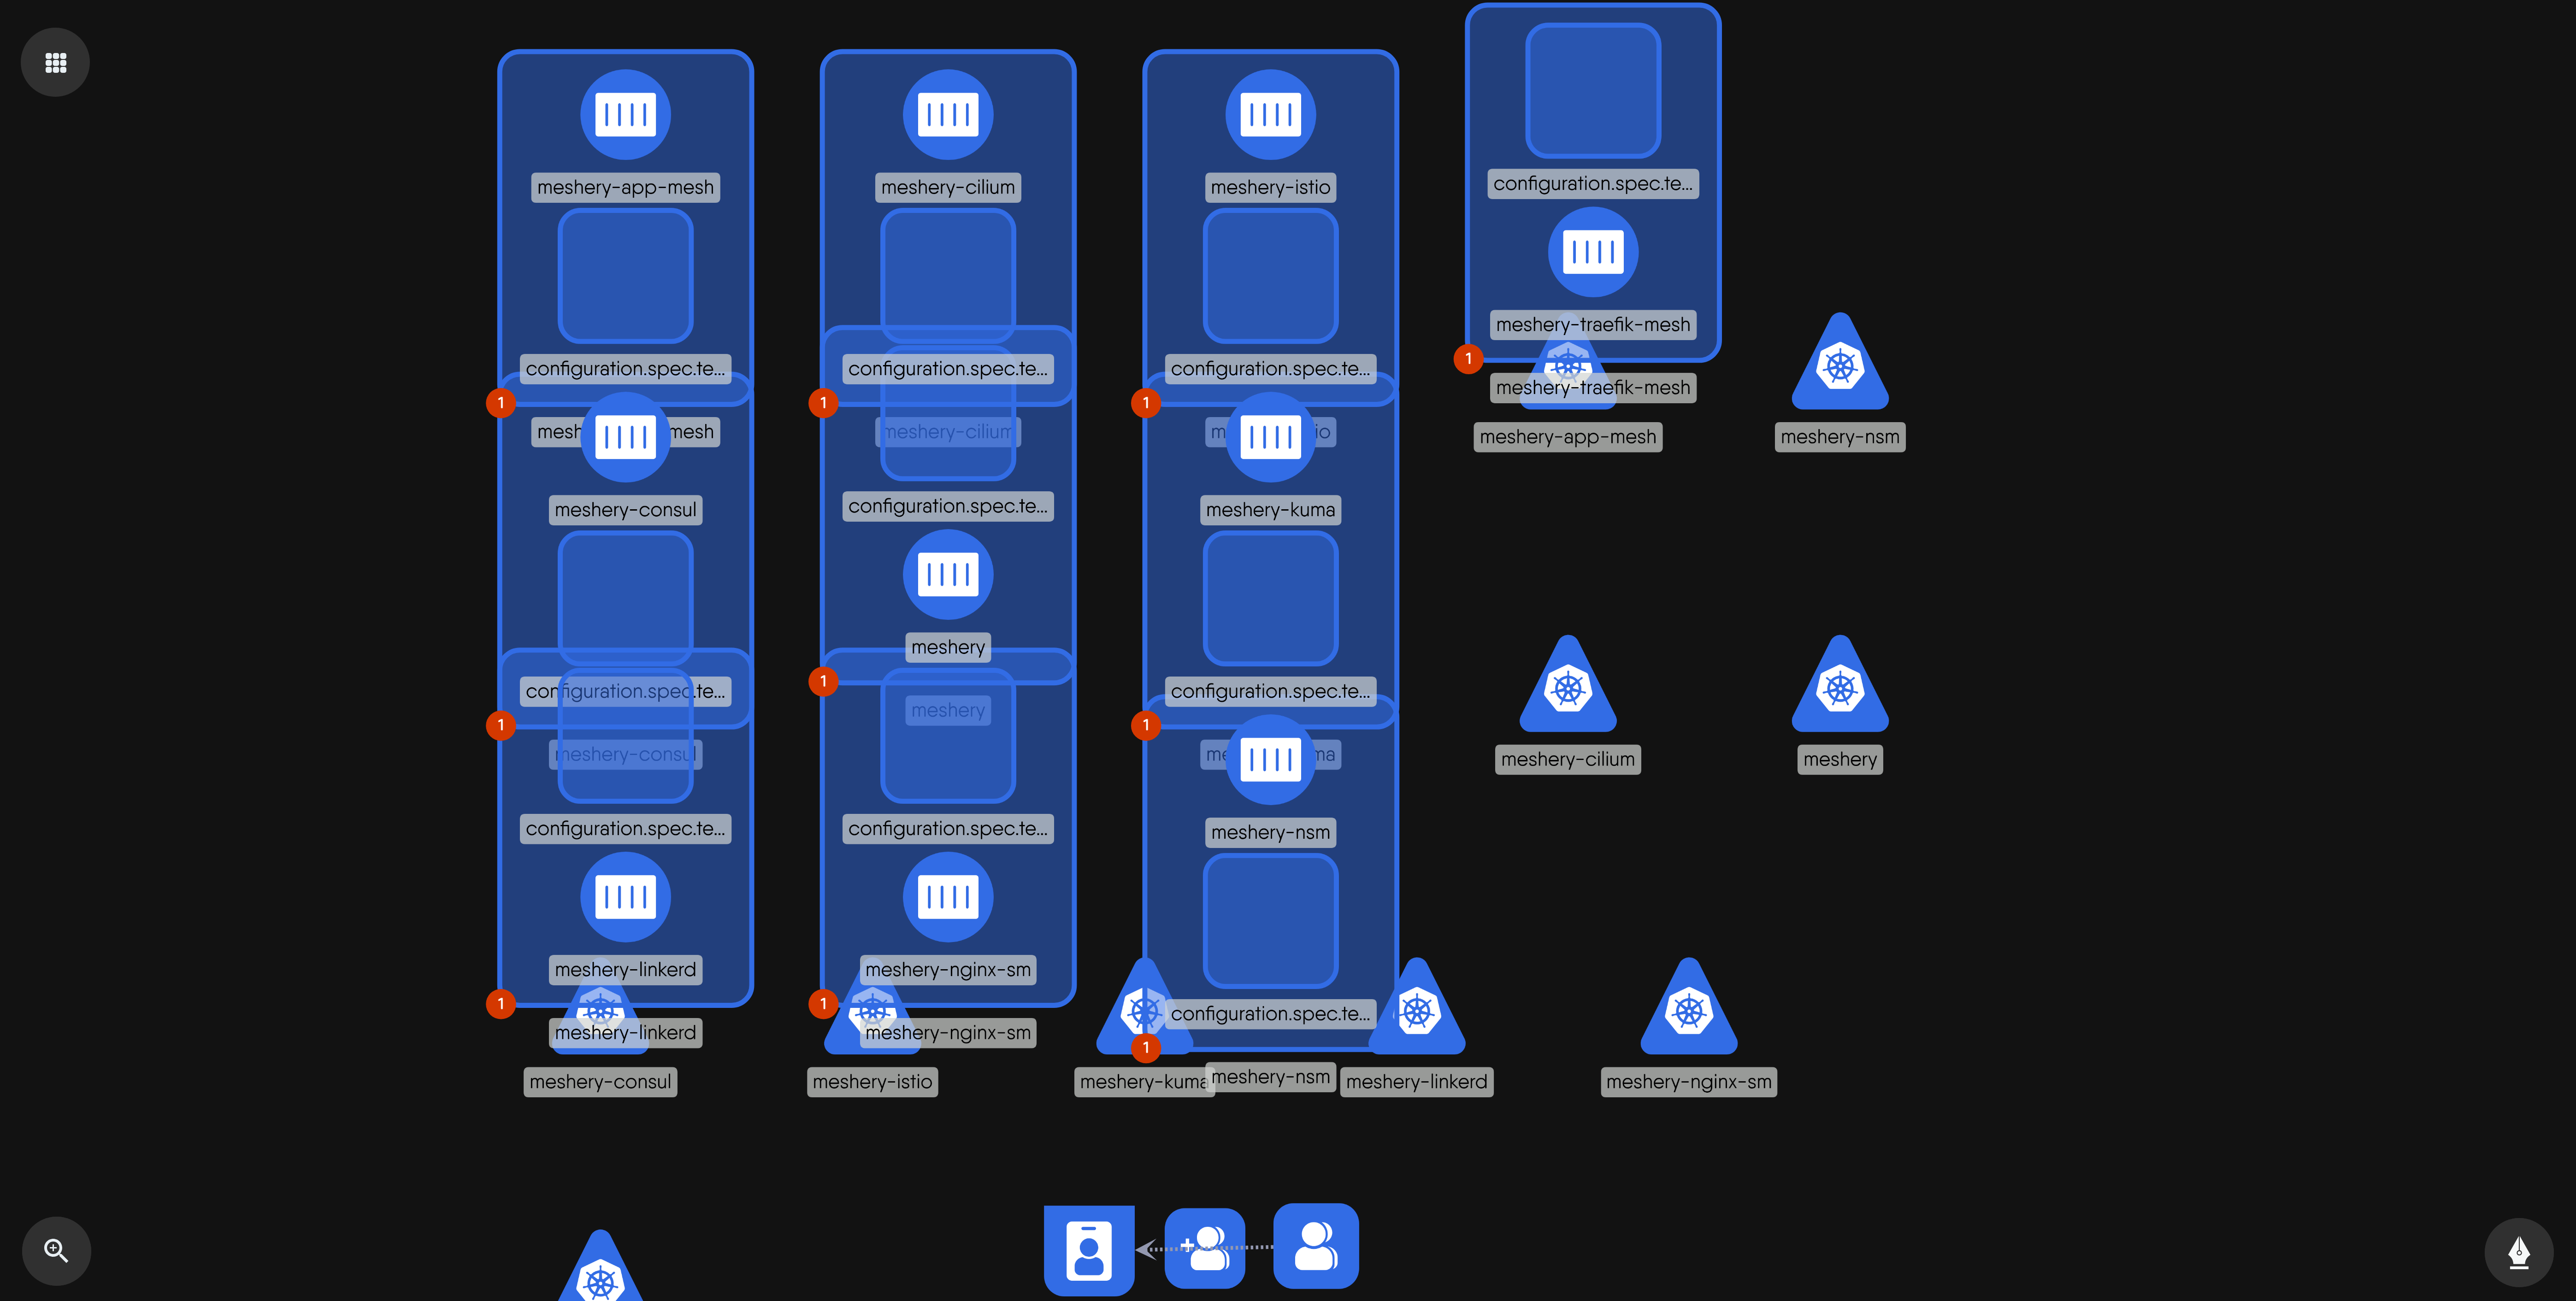 meshery-app-mesh
configuration.spec.te...
1
mesh
mesh
meshery-consul
configuration.spec.te...
1
meshery-consul
configuration.spec.te...
meshery-linkerd
1
meshery-linkerd
meshery-consul
meshery-cilium
configuration.spec.te...
1
meshery-cilium
configuration.spec.te...
meshery
1
meshery
configuration.spec.te...
meshery-nginx-sm
1
meshery-nginx-sm
meshery-istio
meshery-istio
configuration.spec.te...
1
m
io
meshery-kuma
configuration.spec.te...
1
me
ma
meshery-nsm
configuration.spec.te...
1
meshery-kuma
meshery-nsm
meshery-linkerd
configuration.spec.te...
meshery-traefik-mesh
1
meshery-traefik-mesh
meshery-app-mesh
meshery-nsm
meshery-cilium
meshery
meshery-nginx-sm